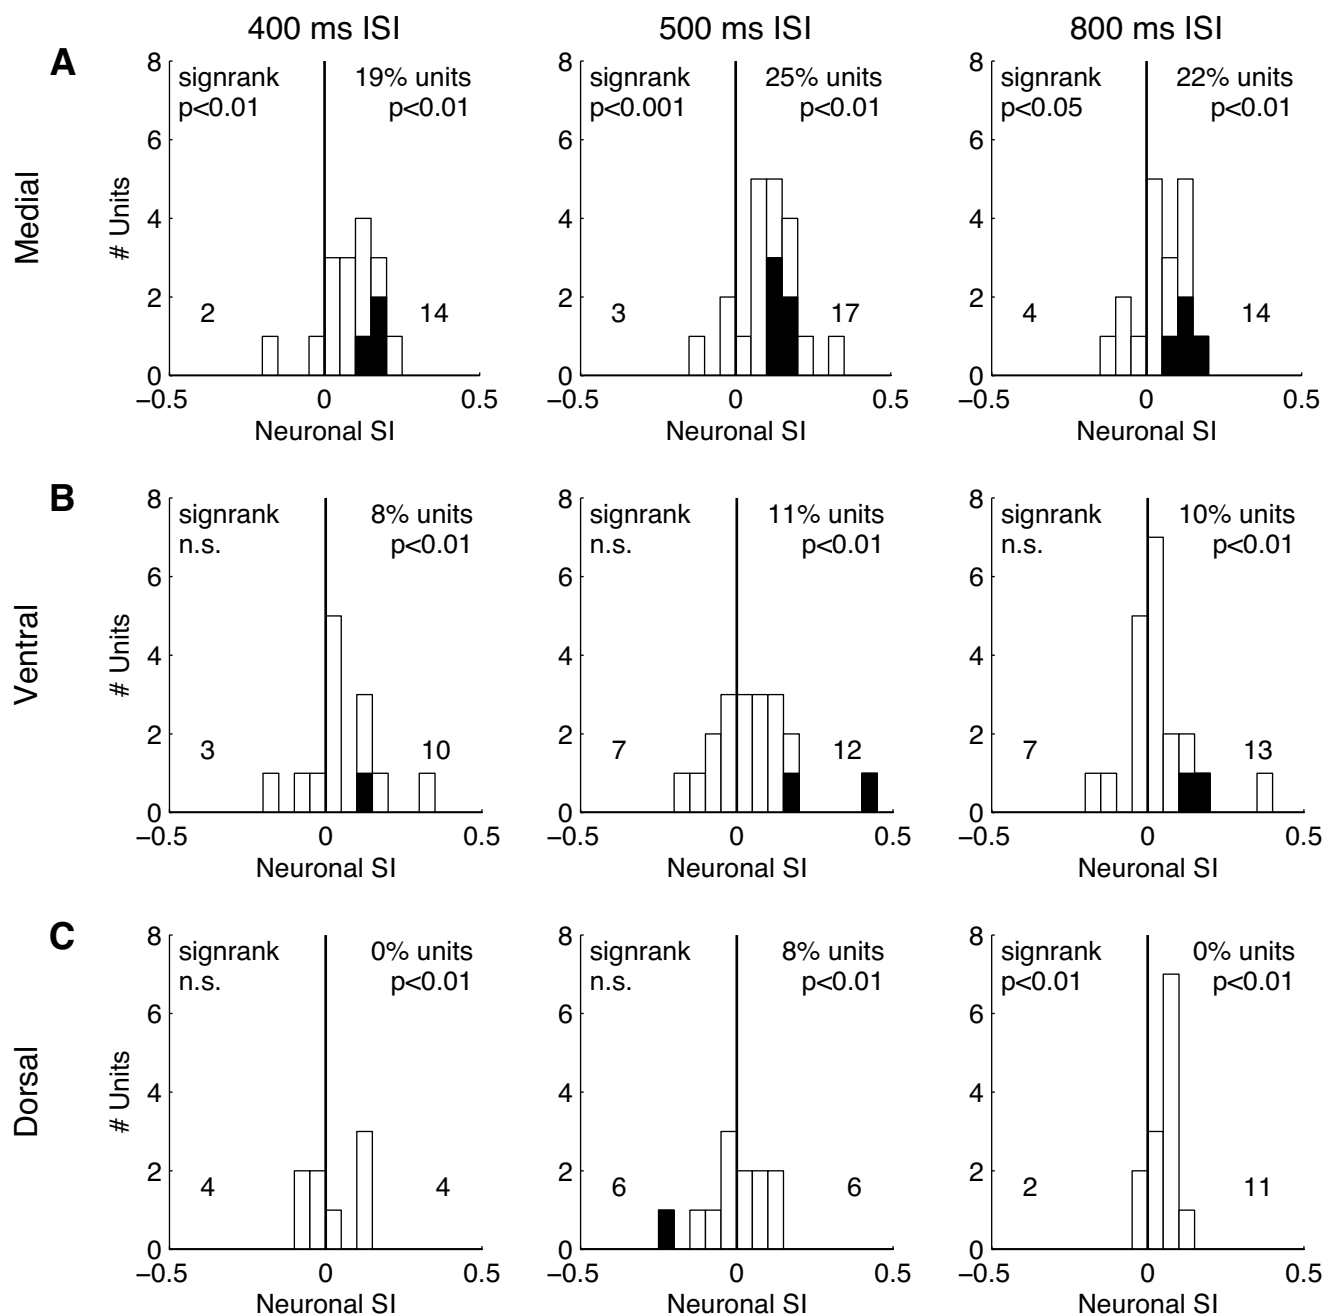 400 ms ISI
500 ms ISI
800 ms ISI
A
Medial
# Units
8
6
4
2
0
signrank
p<0.01
19% units
p<0.01
2
14
−0.5
0
0.5
Neuronal SI
8
6
4
2
0
signrank
p<0.001
25% units
p<0.01
3
17
−0.5
0
0.5
Neuronal SI
8
6
4
2
0
signrank
p<0.05
22% units
p<0.01
4
14
−0.5
0
0.5
Neuronal SI
B
Ventral
# Units
8
6
4
2
0
signrank
n.s.
8% units
p<0.01
3
10
−0.5
0
0.5
Neuronal SI
8
6
4
2
0
signrank
n.s.
11% units
p<0.01
7
12
−0.5
0
0.5
Neuronal SI
8
6
4
2
0
signrank
n.s.
10% units
p<0.01
7
13
−0.5
0
0.5
Neuronal SI
C
Dorsal
# Units
8
6
4
2
0
signrank
n.s.
0% units
p<0.01
4
4
−0.5
0
0.5
Neuronal SI
8
6
4
2
0
signrank
n.s.
8% units
p<0.01
6
6
−0.5
0
0.5
Neuronal SI
8
6
4
2
0
signrank
p<0.01
0% units
p<0.01
2
11
−0.5
0
0.5
Neuronal SI